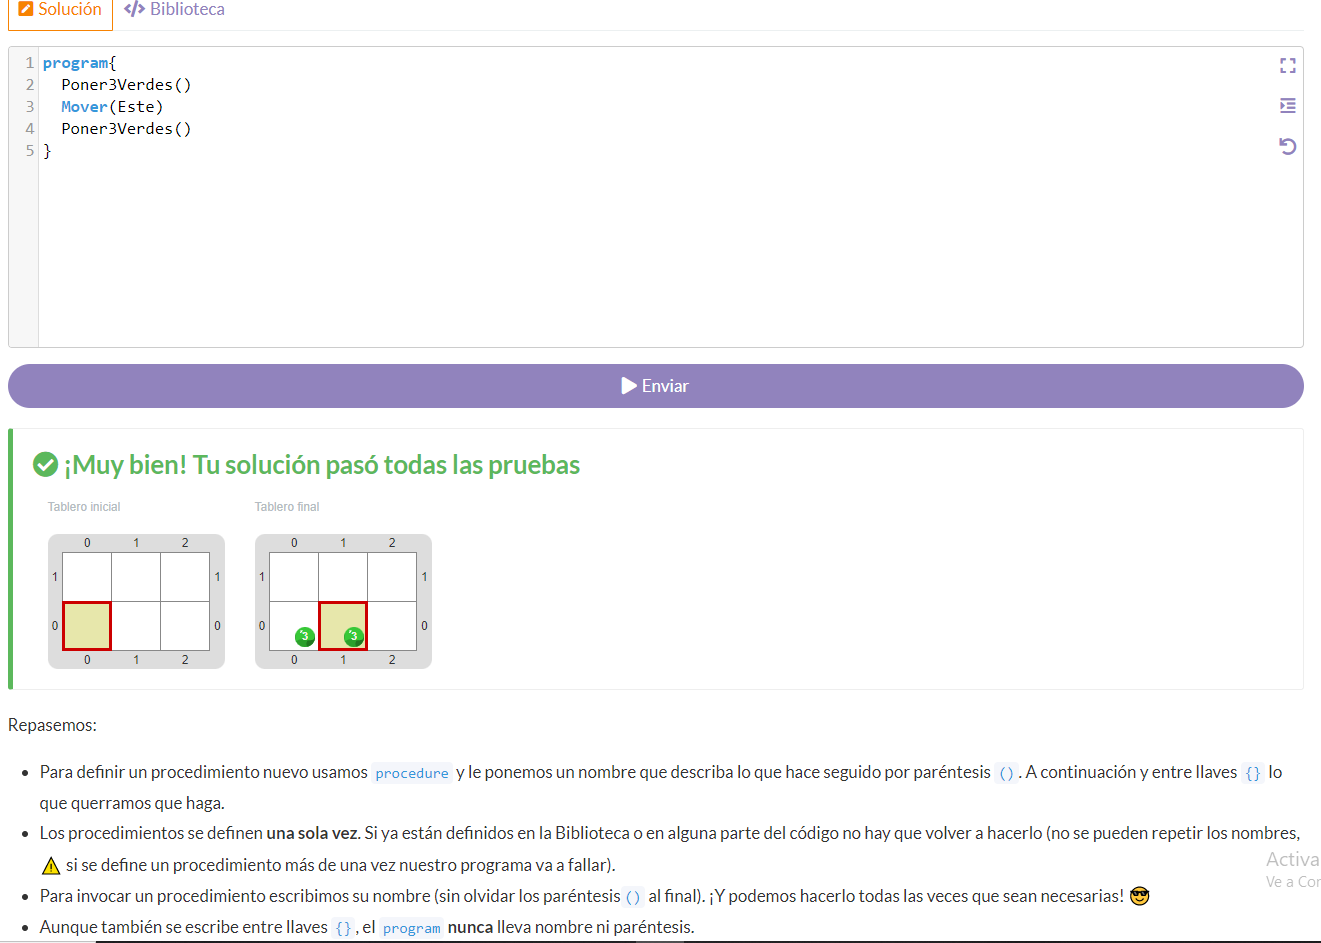 Solución </> Biblioteca
1 program{
2 Poner3Verdes()
3 Mover(Este)
4 Poner3Verdes()
5 }
Enviar
¡Muy bien! Tu solución pasó todas las pruebas
Tablero inicial Tablero final
0 1 2 0 1 2
1 1 1 1
0 0 0 3 3 0
0 1 2 0 1 2
Repasemos:
• Para definir un procedimiento nuevo usamos procedure y le ponemos un nombre que describa lo que hace seguido por paréntesis (). A continuación y entre llaves {} lo
que querramos que haga.
• Los procedimientos se definen una sola vez. Si ya están definidos en la Biblioteca o en alguna parte del código no hay que volver a hacerlo (no se pueden repetir los nombres,
⚠️ si se define un procedimiento más de una vez nuestro programa va a fallar).
• Para invocar un procedimiento escribimos su nombre (sin olvidar los paréntesis () al final). ¡Y podemos hacerlo todas las veces que sean necesarias! 😎
• Aunque también se escribe entre llaves {}, el program nunca lleva nombre ni paréntesis.
Activa
Ve a Con